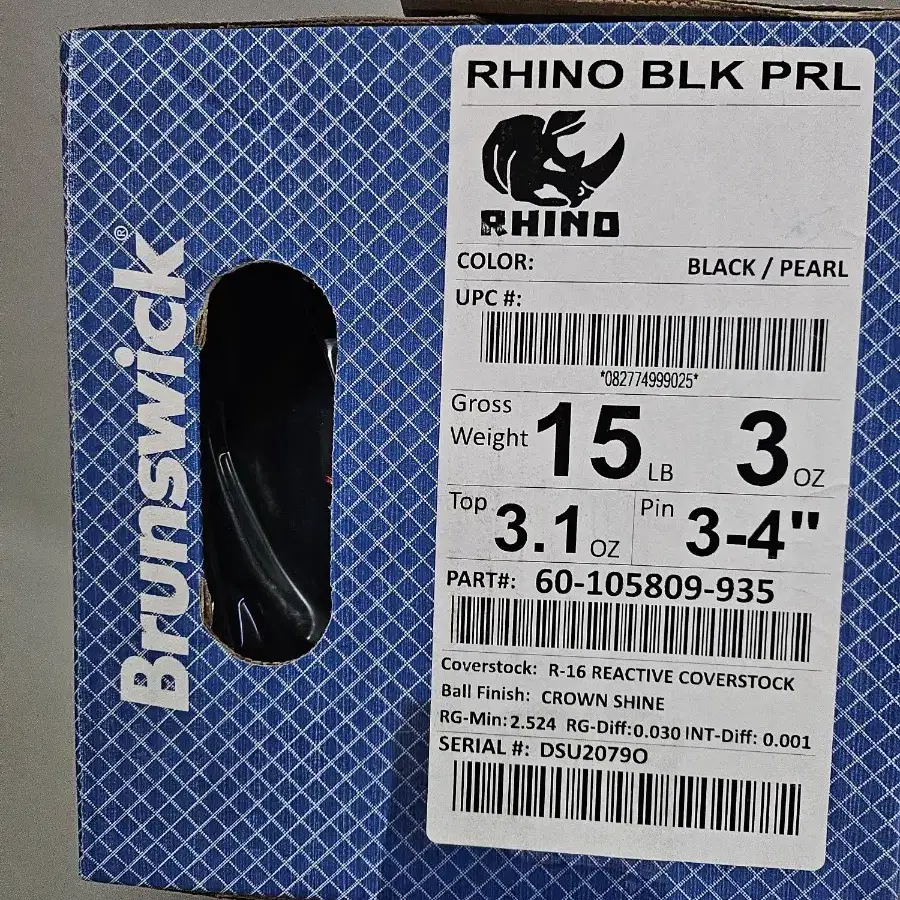 Brunswick®
RHINO BLK PRL
RHINO
COLOR: BLACK / PEARL
UPC #:
*082774999025*
Gross Weight 15 LB 3 OZ
Top 3.1 OZ Pin 3-4"
PART#: 60-105809-935
Coverstock: R-16 REACTIVE COVERSTOCK
Ball Finish: CROWN SHINE
RG-Min: 2.524 RG-Diff: 0.030 INT-Diff: 0.001
SERIAL #: DSU2079O